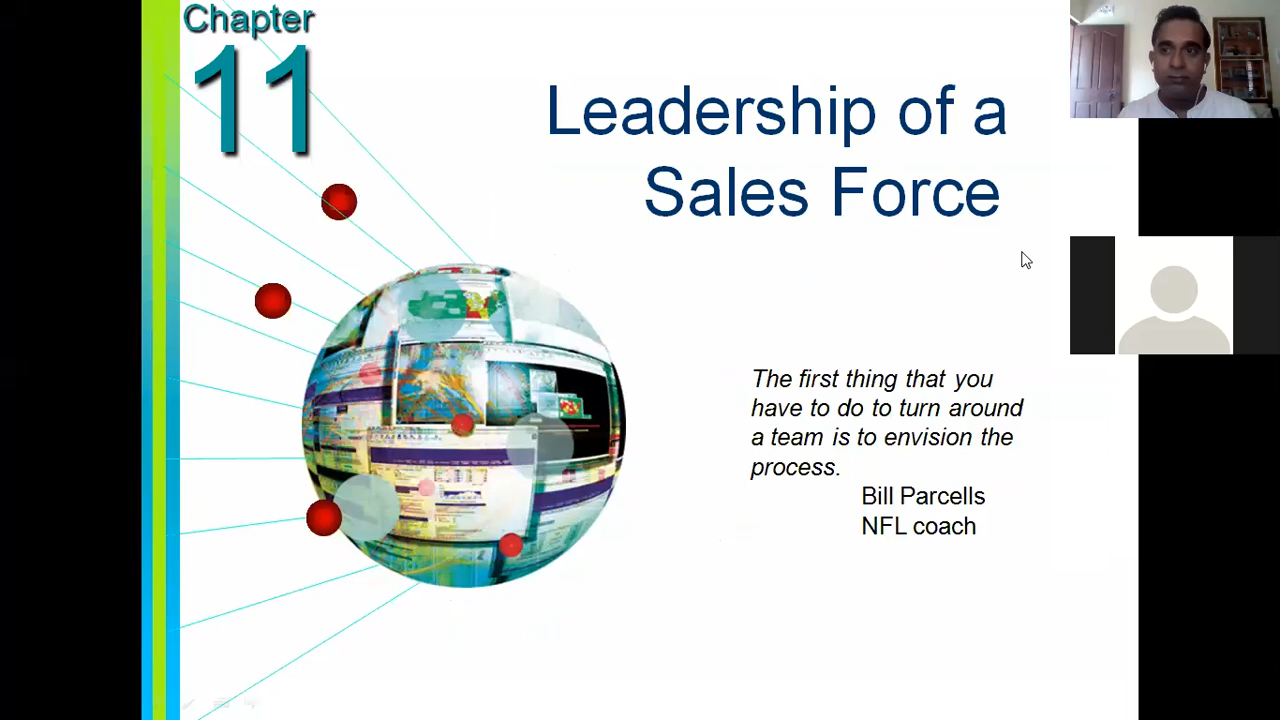 Chapter
11
Leadership of a
Sales Force
The first thing that you
have to do to turn around
a team is to envision the
process.
Bill Parcells
NFL coach